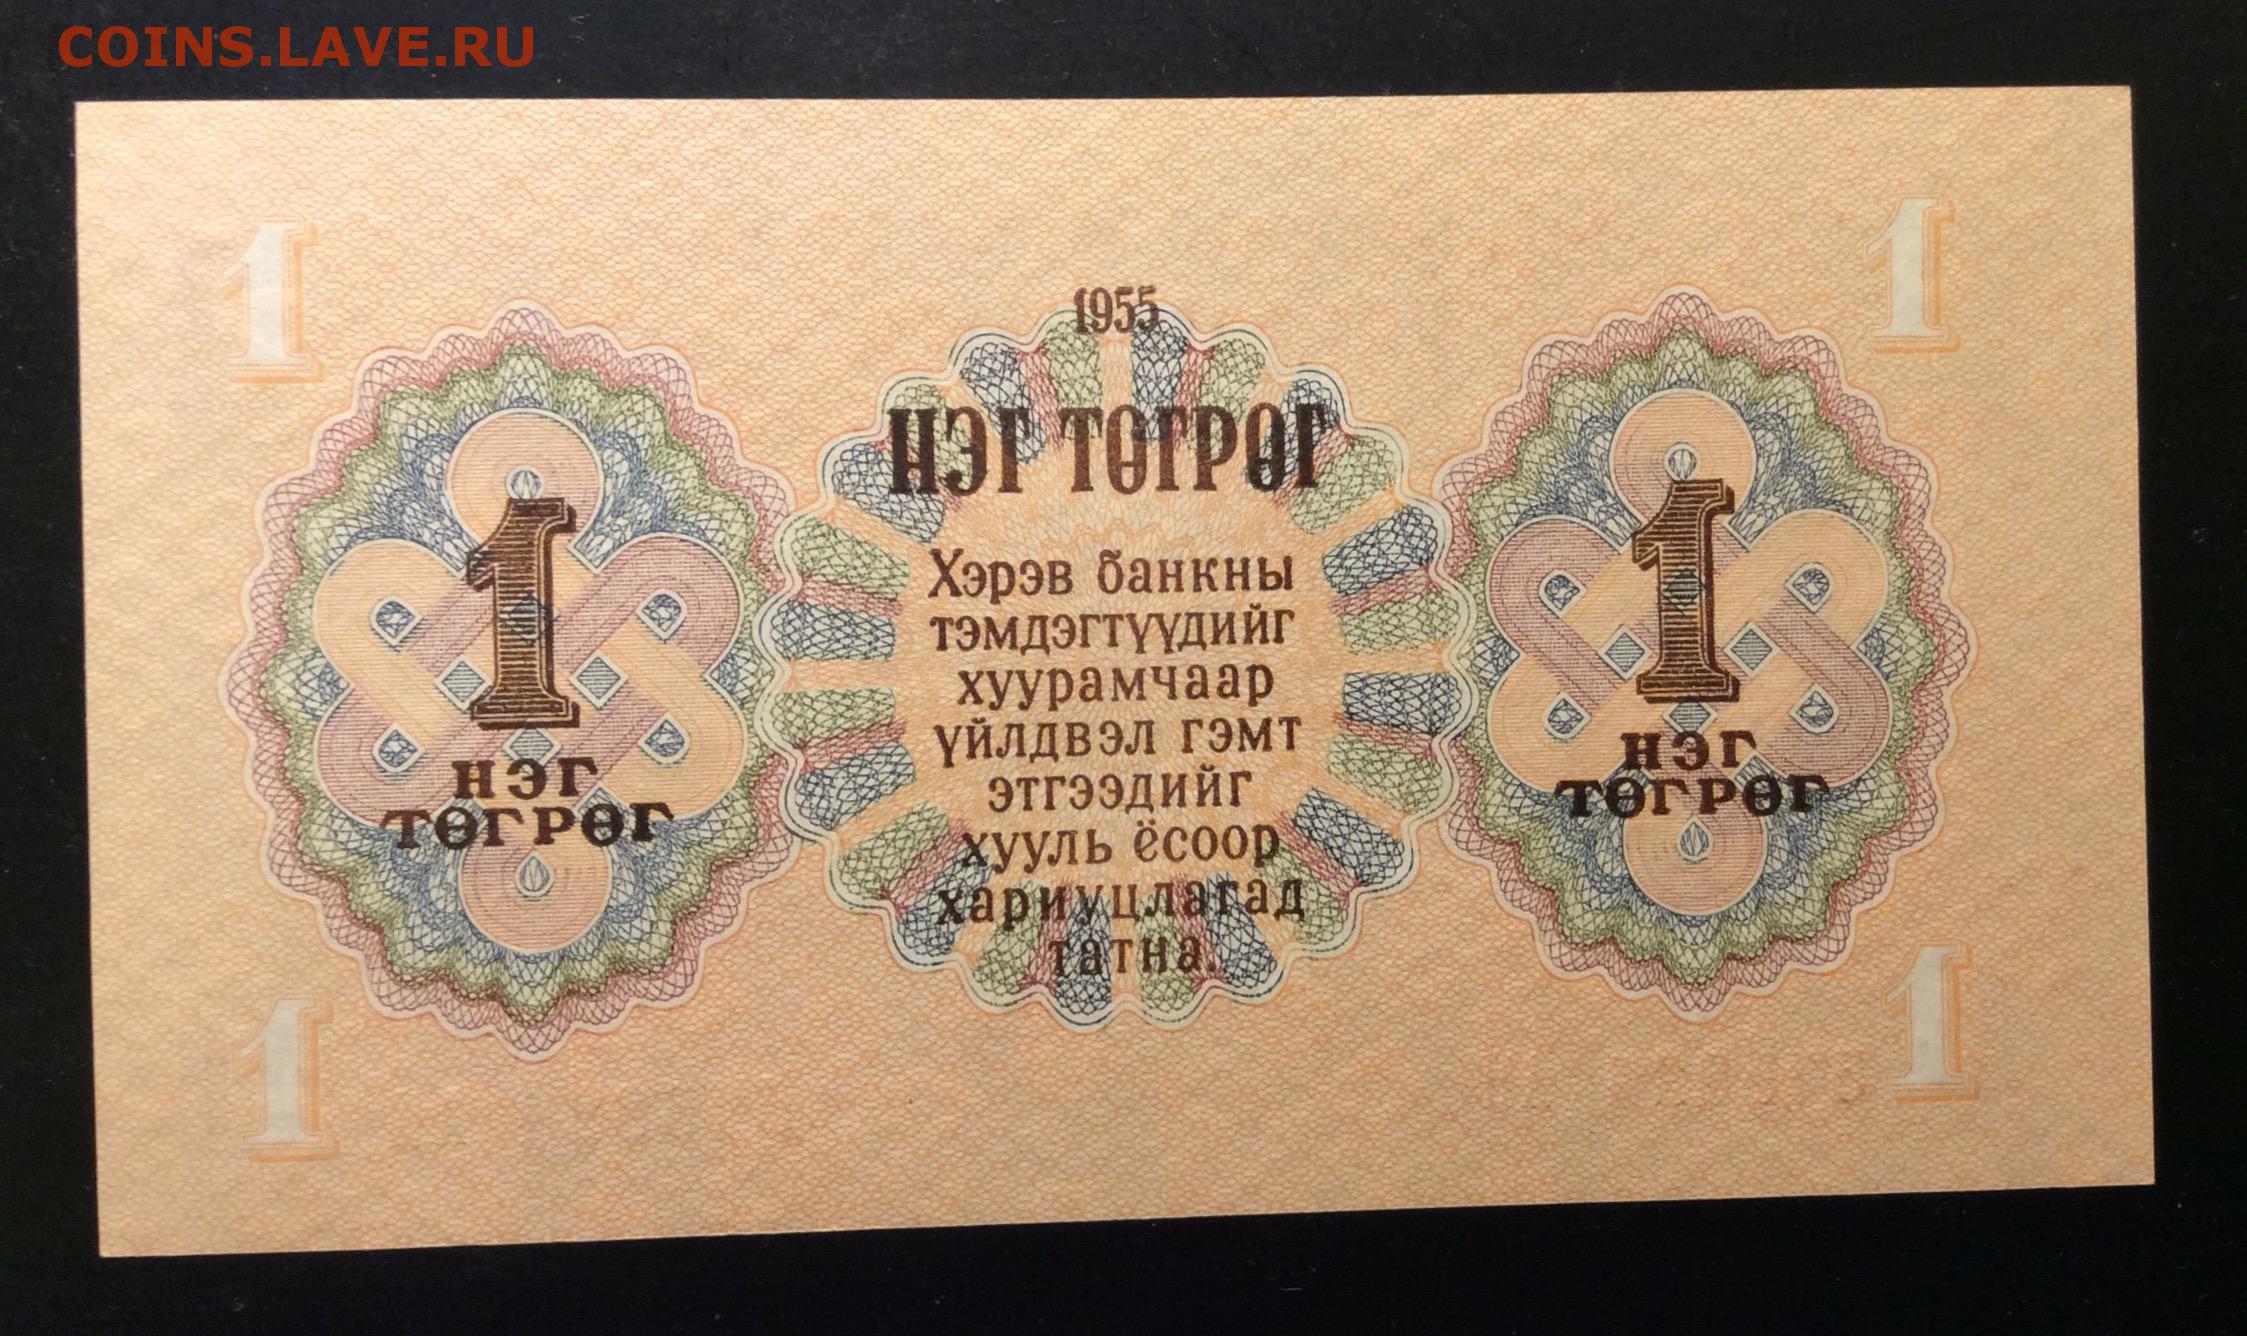 COINS.LAVE.RU
1
1
1955
НЭГ ТӨГРӨГ
1
НЭГ
ТӨГРӨГ
Хэрэв банкны
тэмдэгтүүдийг
хуурамчаар
үйлдвэл гэмт
этгээдийг
хууль ёсоор
хариуцлагад
татна.
1
НЭГ
ТӨГРӨГ
1
1